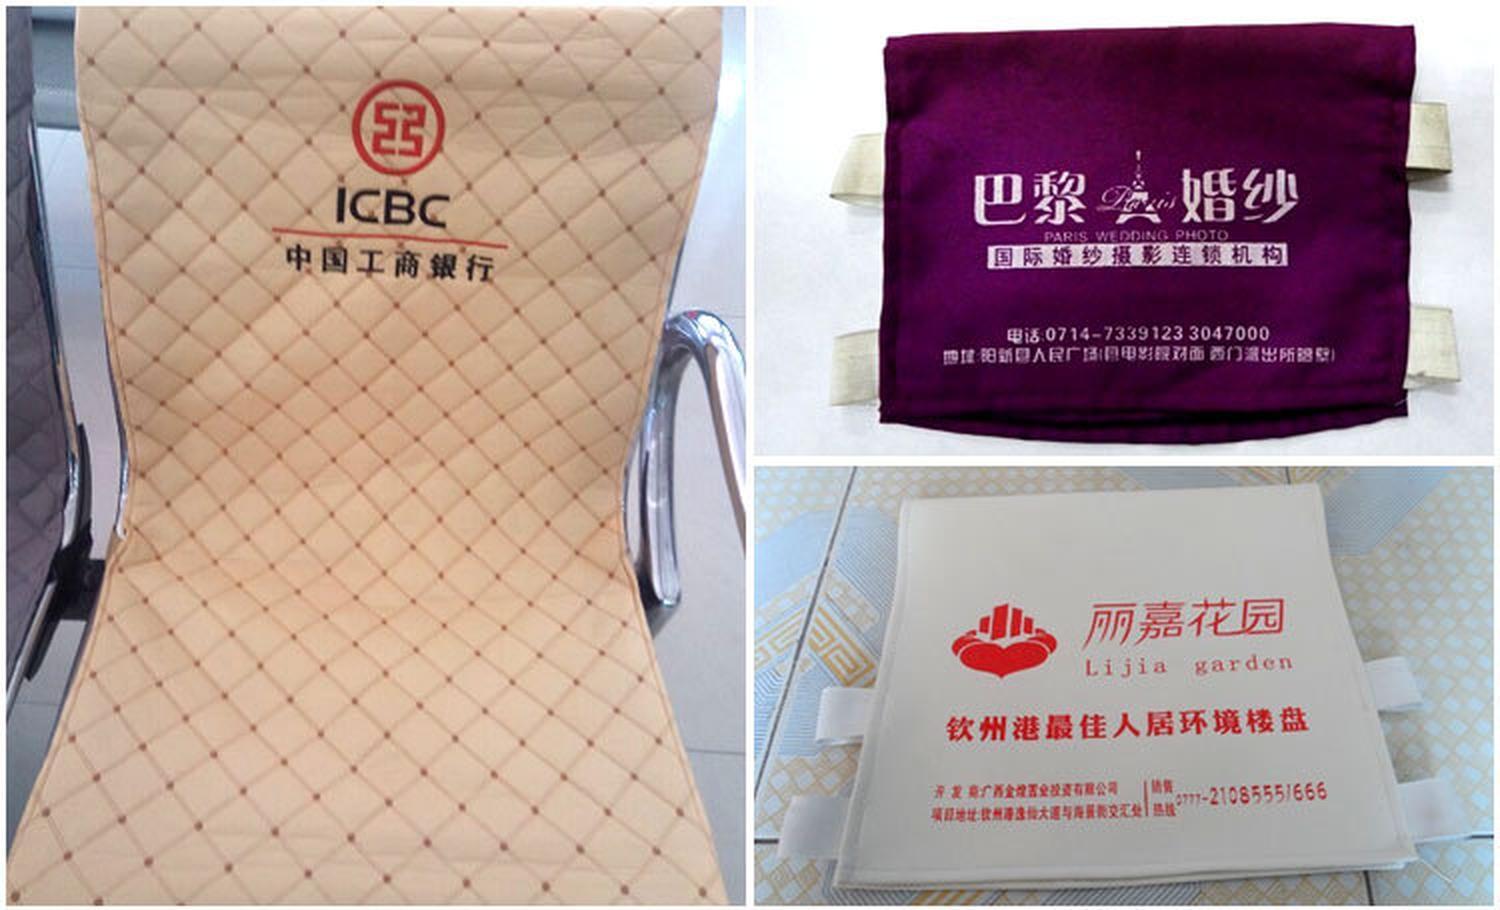 ICBC
中国工商銀行
巴黎 Paris 婚纱
PARIS WEDDING PHOTO
国际婚纱摄影连锁机构
电话:0714-7339123 3047000
地址:阳新县人民广场(县电影院对面 西门派出所隔壁)
丽嘉花园
Lijia garden
钦州港最佳人居环境楼盘
开 发 商:广西金煌置业投资有限公司
项目地址:钦州港逸仙大道与海景街交汇处
销售
热线
0777-2108555/666